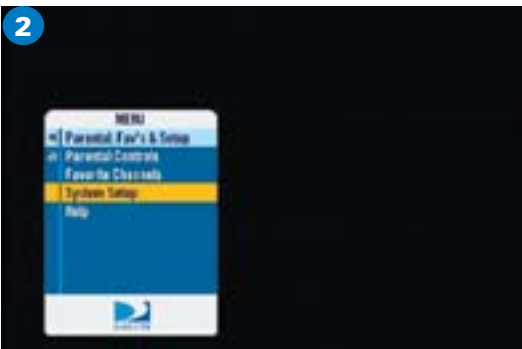 2
MENU
Parental, Fav's & Setup
Parental Controls
Favorite Channels
System Setup
Help